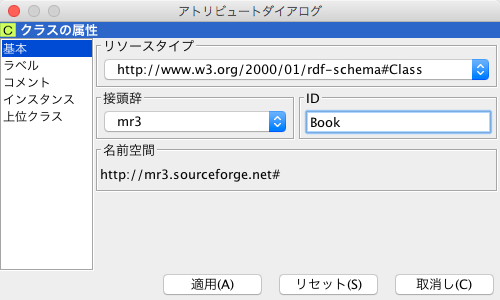 アトリビュートダイアログ
C クラスの属性
基本
ラベル
コメント
インスタンス
上位クラス
リソースタイプ
http://www.w3.org/2000/01/rdf-schema#Class
接頭辞
mr3
ID
Book
名前空間
http://mr3.sourceforge.net#
適用(A)
リセット(S)
取消し(C)